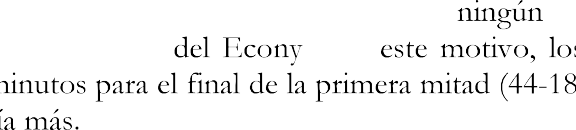 ningún
del Econy este motivo, los
minutos para el final de la primera mitad (44-18
ía más.